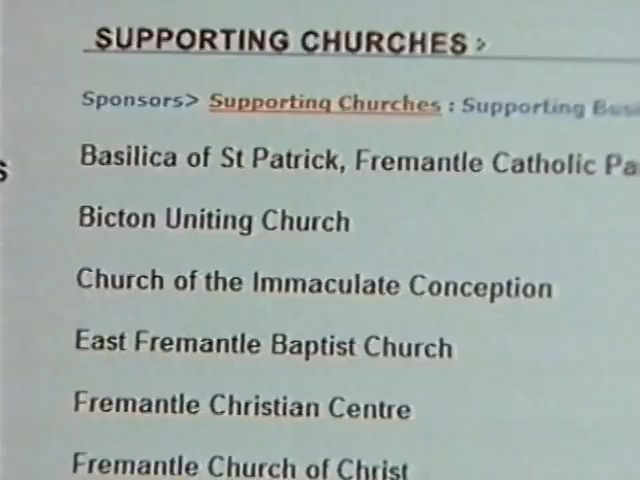 SUPPORTING CHURCHES >
Sponsors> Supporting Churches : Supporting
Basilica of St Patrick, Fremantle Catholic
Bicton Uniting Church
Church of the Immaculate Conception
East Fremantle Baptist Church
Fremantle Christian Centre
Fremantle Church of Christ